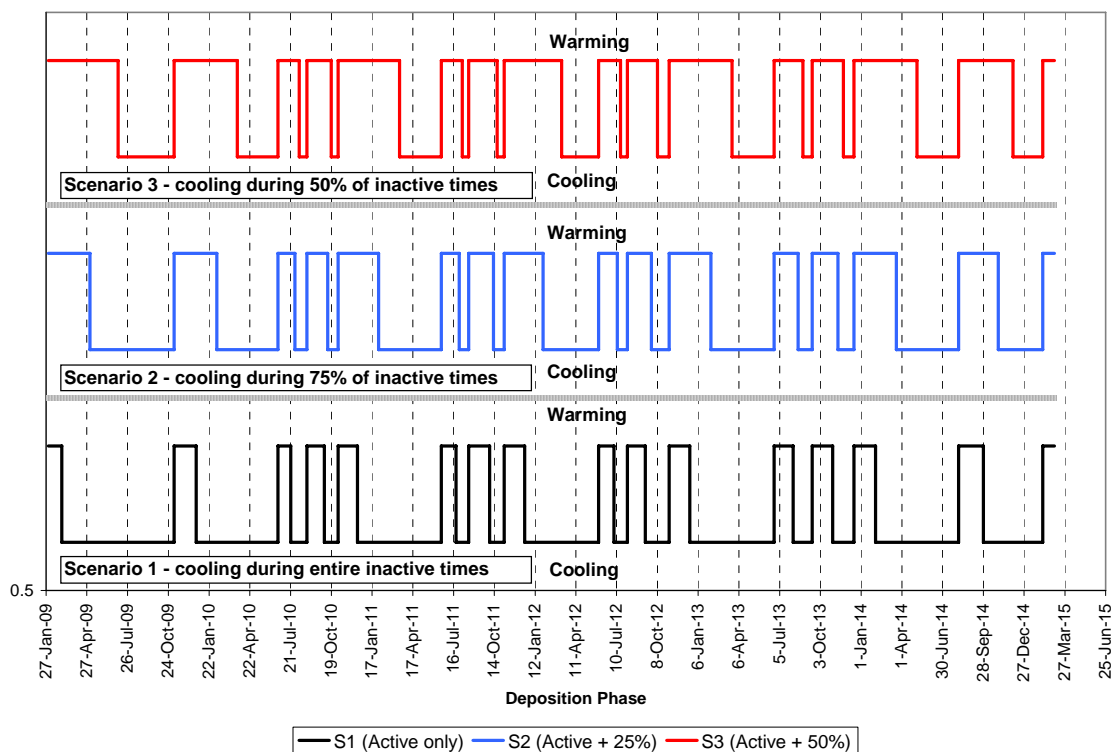 Warming
Cooling
Scenario 3 - cooling during 50% of inactive times
Warming
Cooling
Scenario 2 - cooling during 75% of inactive times
Warming
Cooling
Scenario 1 - cooling during entire inactive times
0.5
27-Jan-09
27-Apr-09
26-Jul-09
24-Oct-09
22-Jan-10
22-Apr-10
21-Jul-10
19-Oct-10
17-Jan-11
17-Apr-11
16-Jul-11
14-Oct-11
12-Jan-12
11-Apr-12
10-Jul-12
8-Oct-12
6-Jan-13
6-Apr-13
5-Jul-13
3-Oct-13
1-Jan-14
1-Apr-14
30-Jun-14
28-Sep-14
27-Dec-14
27-Mar-15
25-Jun-15
Deposition Phase
S1 (Active only) S2 (Active + 25%) S3 (Active + 50%)